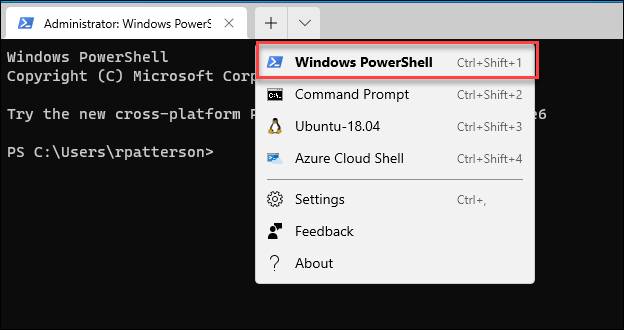 Administrator: Windows PowerS
Windows PowerShell
Copyright (C) Microsoft Corp
Try the new cross-platform P
e6
PS C:\Users\rpatterson>
Windows PowerShell Ctrl+Shift+1
Command Prompt Ctrl+Shift+2
Ubuntu-18.04 Ctrl+Shift+3
Azure Cloud Shell Ctrl+Shift+4
Settings Ctrl+,
Feedback
About